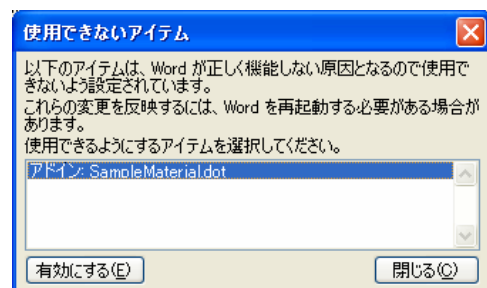 使用できないアイテム
以下のアイテムは、Word が正しく機能しない原因となるので使用で
きないよう設定されています。
これらの変更を反映するには、Word を再起動する必要がある場合が
あります。
使用できるようにするアイテムを選択してください。
アドイン: SampleMaterial.dot
有効にする(E)
閉じる(C)